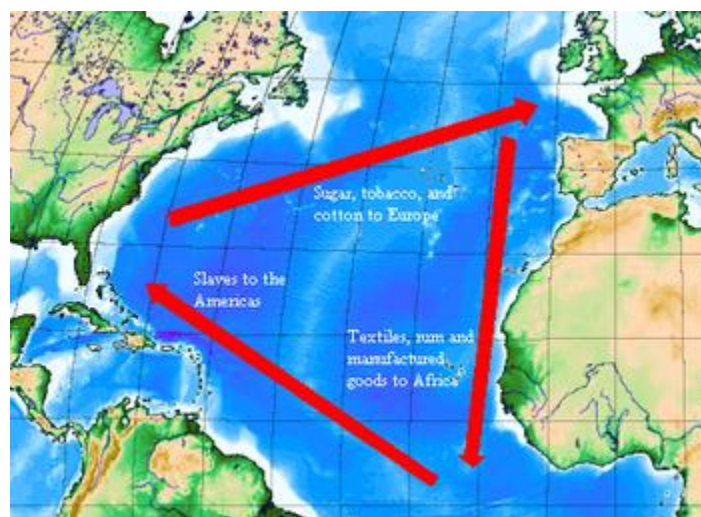 Sugar, tobacco, and
cotton to Europe
Slaves to the
Americas
Textiles, rum and
manufactured
goods to Africa